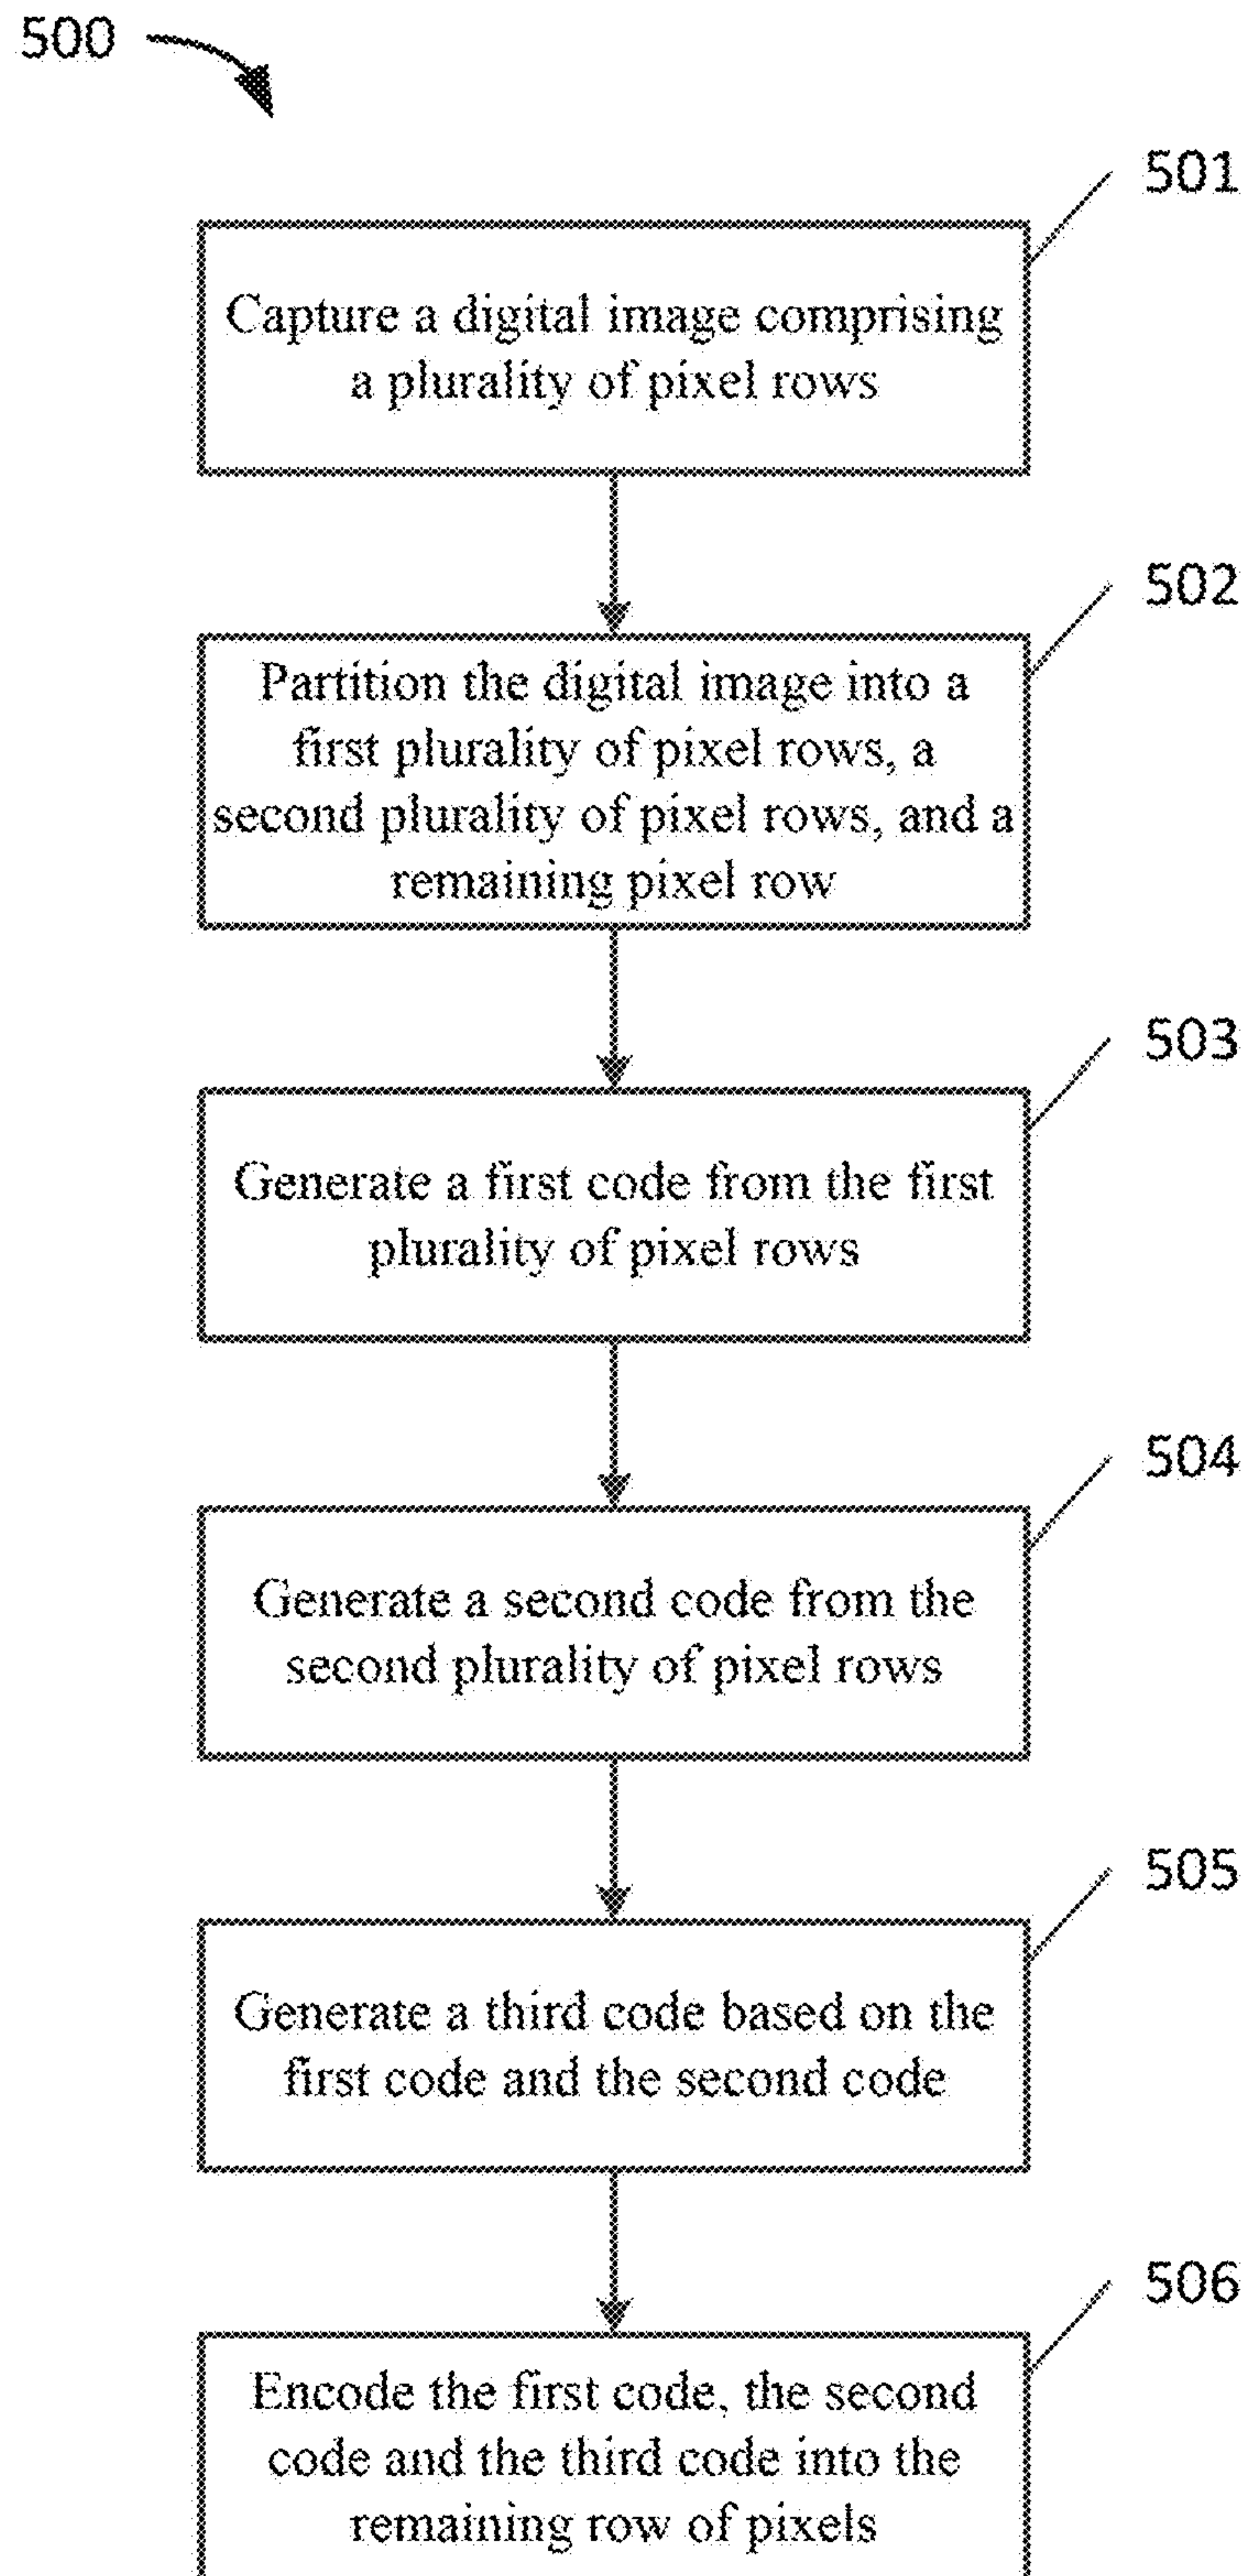 500
501
Capture a digital image comprising
a plurality of pixel rows
502
Partition the digital image into a
first plurality of pixel rows, a
second plurality of pixel rows, and a
remaining pixel row
503
Generate a first code from the first
plurality of pixel rows
504
Generate a second code from the
second plurality of pixel rows
505
Generate a third code based on the
first code and the second code
506
Encode the first code, the second
code and the third code into the
remaining row of pixels